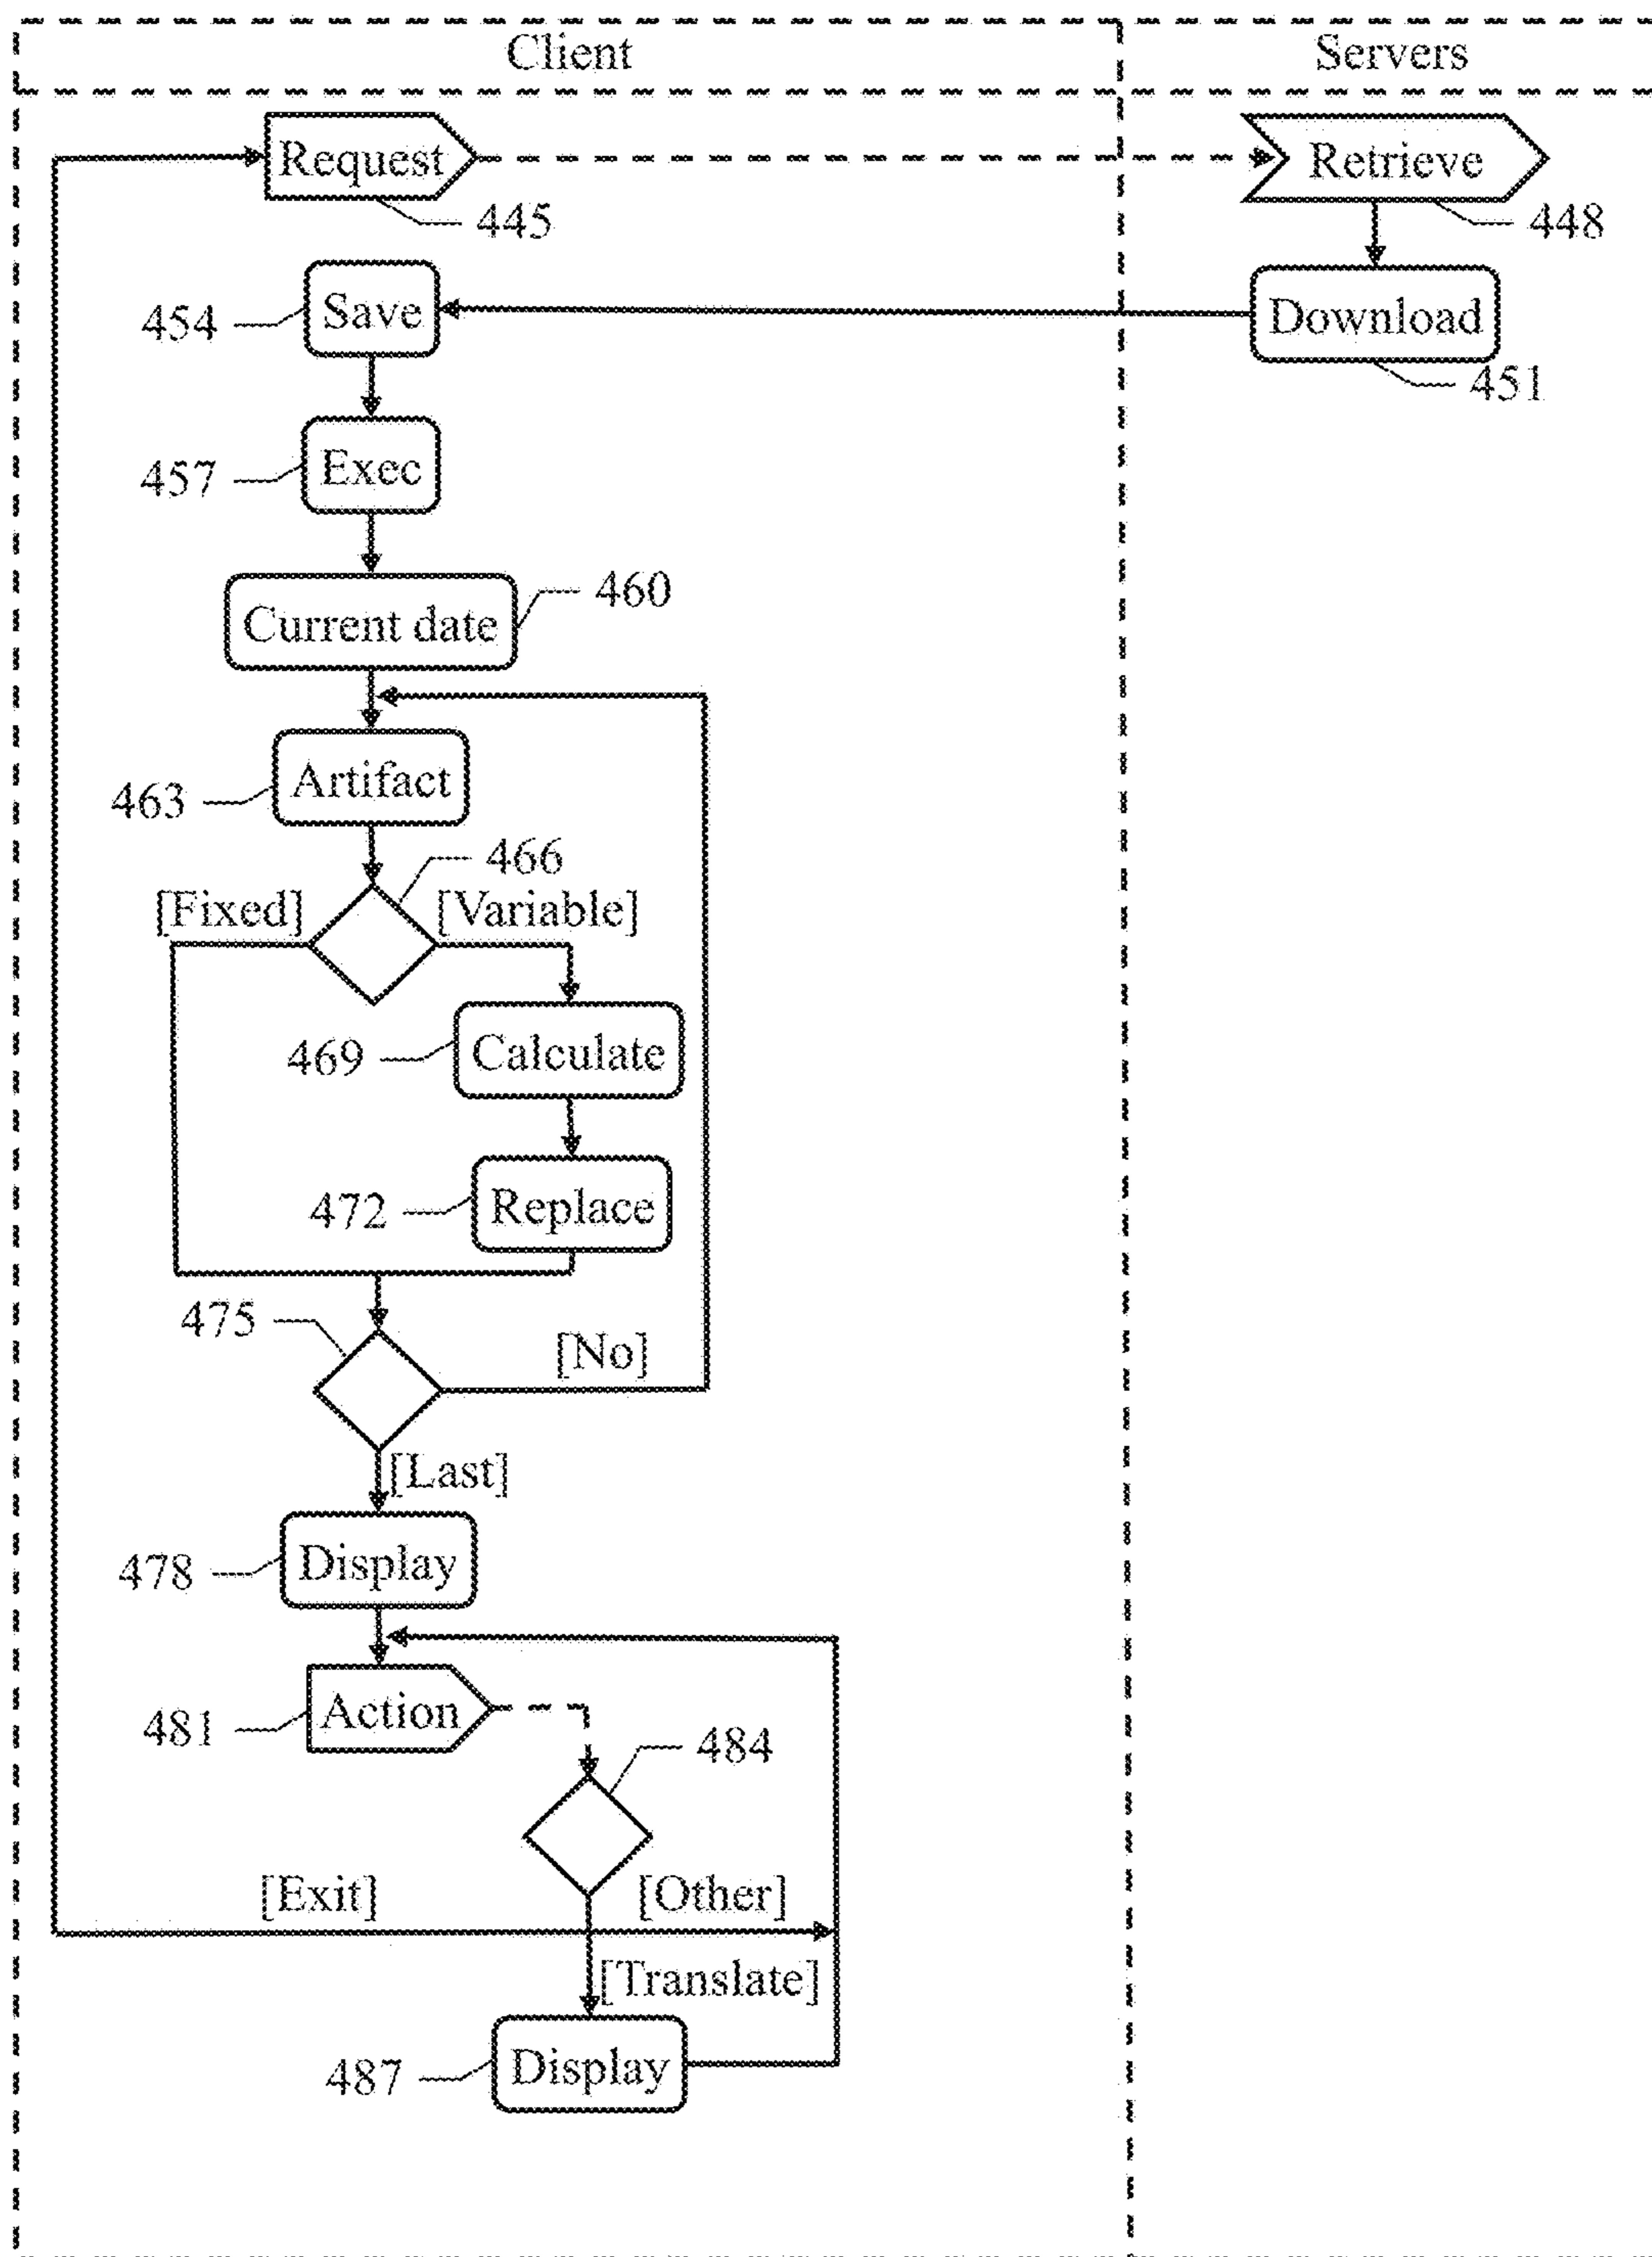 Client
Servers
Request
Retrieve
445
448
Save
454
Download
451
Exec
457
460
Current date
Artifact
463
466
[Fixed]
[Variable]
Calculate
469
Replace
472
475
[No]
[Last]
Display
478
Action
481
484
[Exit]
[Other]
[Translate]
Display
487